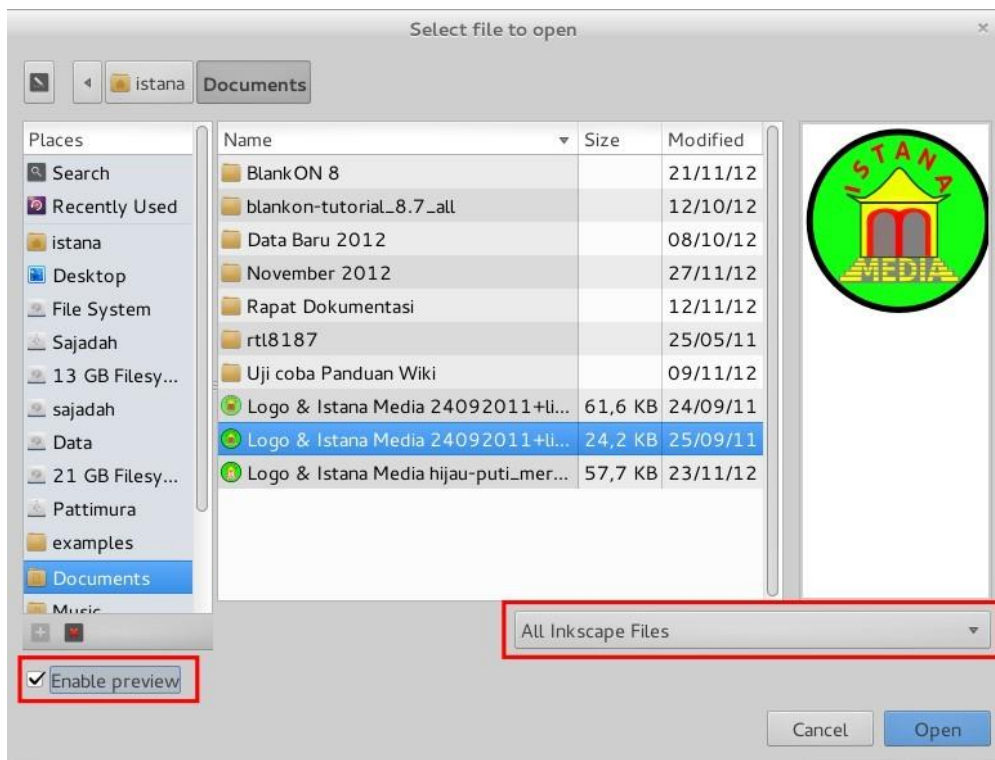 Select file to open
istana Documents
Places
Search
Recently Used
istana
Desktop
File System
Sajadah
13 GB Filesy...
sajadah
Data
21 GB Filesy...
Pattimura
examples
Documents
Music
Name Size Modified
BlankON 8 21/11/12
blankon-tutorial_8.7_all 12/10/12
Data Baru 2012 08/10/12
November 2012 27/11/12
Rapat Dokumentasi 12/11/12
rtl8187 25/05/11
Uji coba Panduan Wiki 09/11/12
Logo & Istana Media 24092011+li... 61,6 KB 24/09/11
Logo & Istana Media 24092011+li... 24,2 KB 25/09/11
Logo & Istana Media hijau-puti_mer... 57,7 KB 23/11/12
ISTANA
MEDIA
All Inkscape Files
Enable preview
Cancel Open